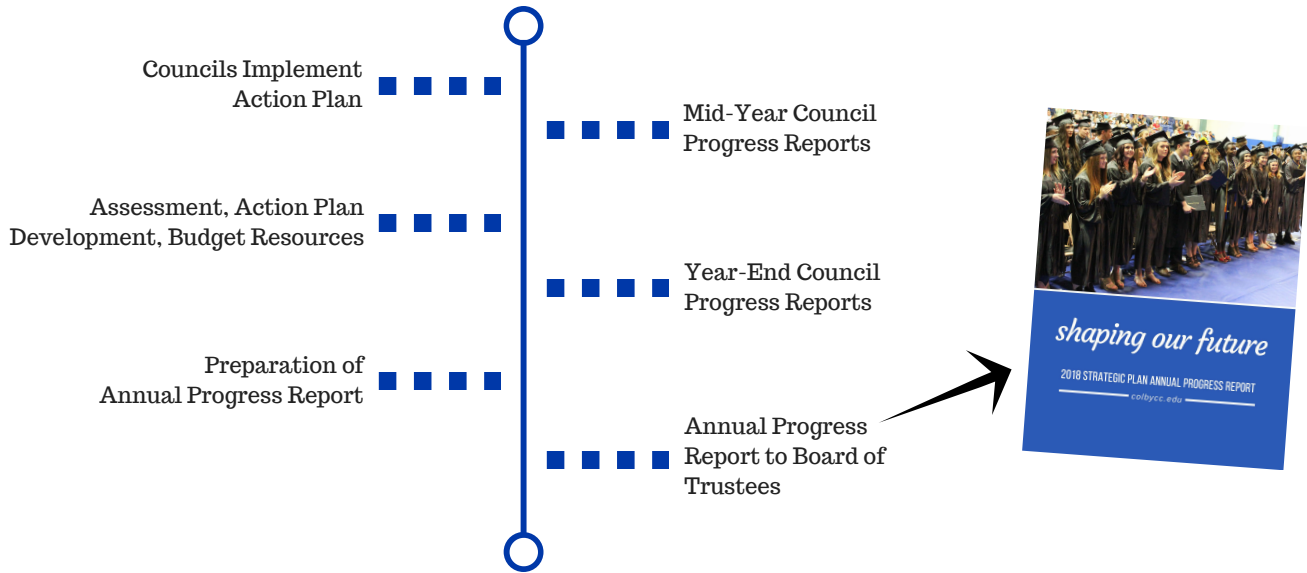 Councils Implement
Action Plan
Mid-Year Council
Progress Reports
Assessment, Action Plan
Development, Budget Resources
Year-End Council
Progress Reports
Preparation of
Annual Progress Report
Annual Progress
Report to Board of
Trustees
shaping our future
2018 STRATEGIC PLAN ANNUAL PROGRESS REPORT
colbycc.edu